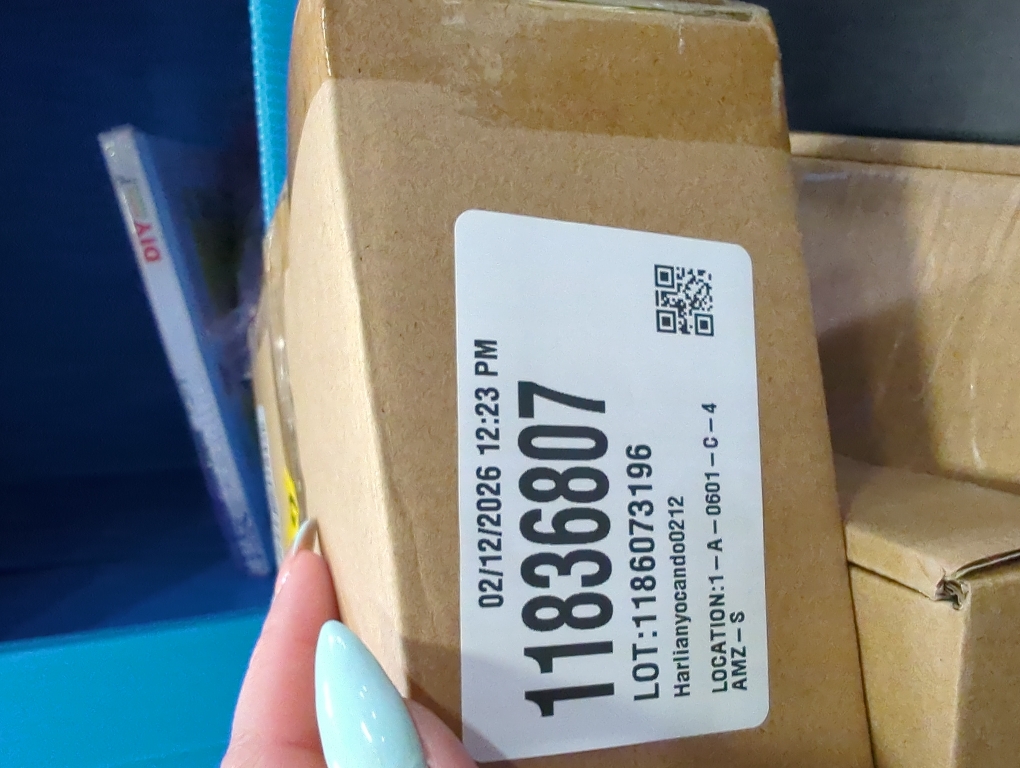 02/12/2026 12:23 PM
11836807
LOT:1186073196
Harlianyocando0212
LOCATION:1-A-0601-C-4
AMZ-S
DIY